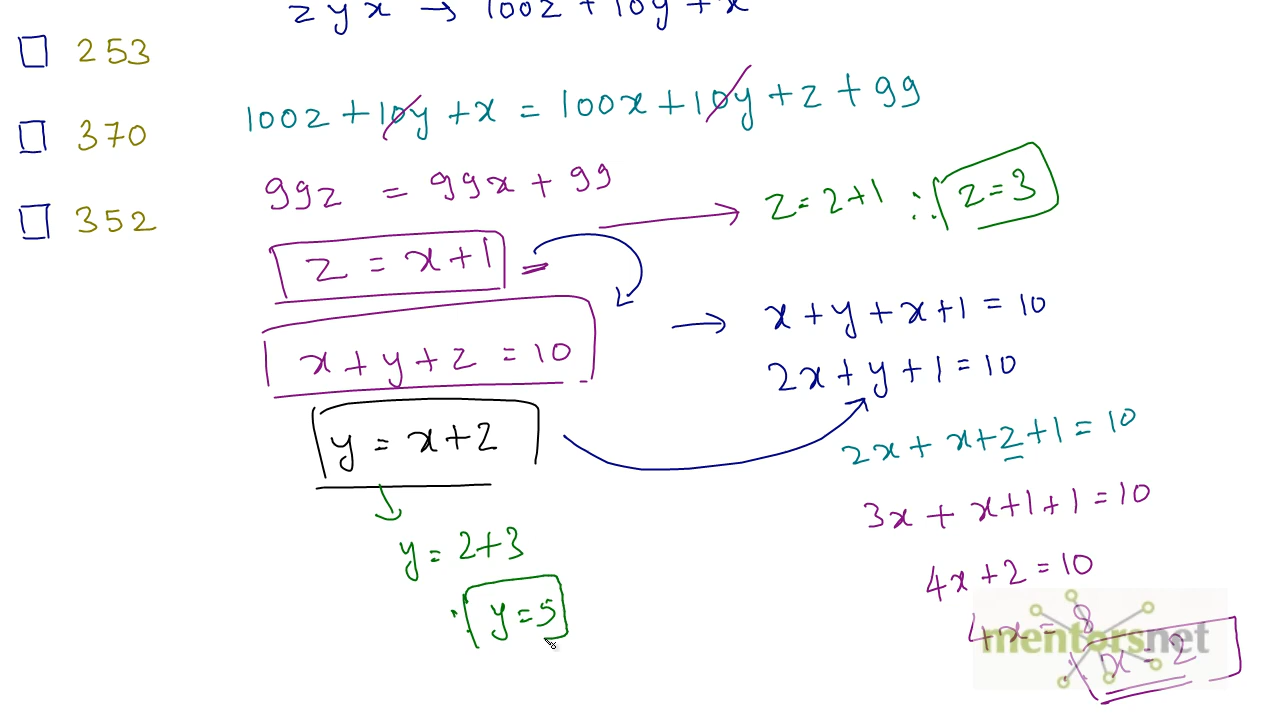 z y x → 100z + 10y + x
□ 253
□ 370
□ 352
100z + 10y + x = 100x + 10y + z + 99
99z = 99x + 99
z = x + 1
x + y + z = 10
y = x + z
y = 2 + 3
∴ y = 5
z = 2 + 1 ∴ z = 3
→ x + y + x + 1 = 10
2x + y + 1 = 10
2x + x + z + 1 = 10
3x + x + 1 + 1 = 10
4x + 2 = 10
4x = 8
∴ x = 2
mentorsnet